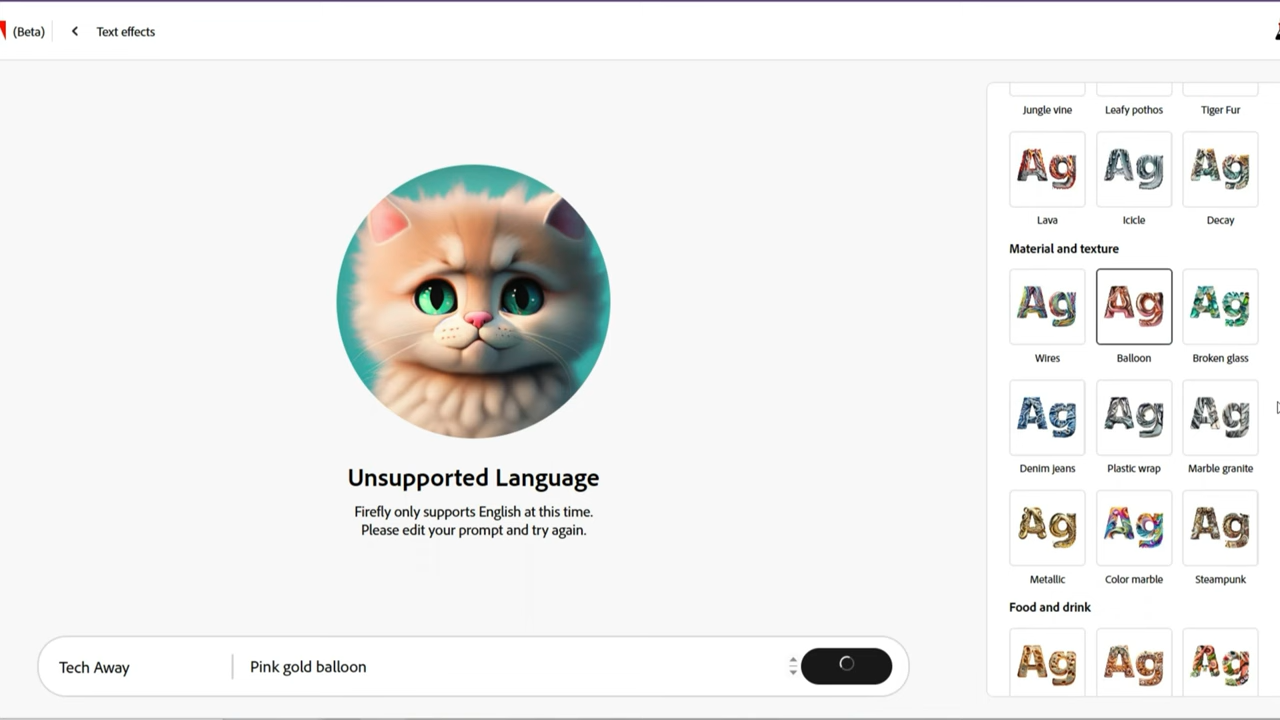 (Beta)
Text effects
Jungle vine
Leafy pothos
Tiger Fur
Ag
Ag
Ag
Lava
Icicle
Decay
Material and texture
Ag
Ag
Ag
Wires
Balloon
Broken glass
Ag
Ag
Ag
Denim jeans
Plastic wrap
Marble granite
Ag
Ag
Ag
Metallic
Color marble
Steampunk
Food and drink
Ag
Ag
Ag
Unsupported Language
Firefly only supports English at this time.
Please edit your prompt and try again.
Tech Away
Pink gold balloon